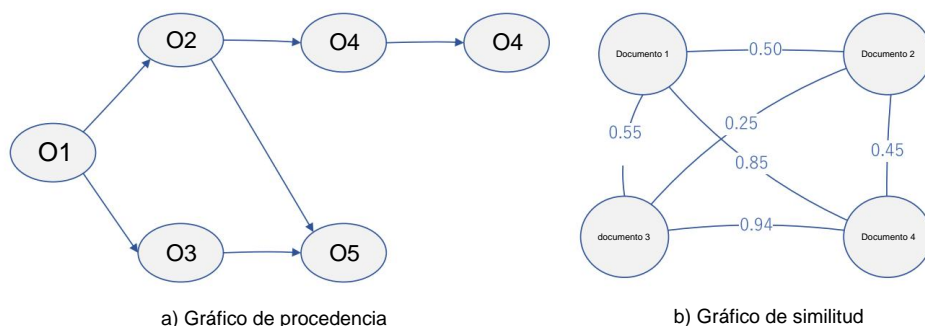 O2
O4
O4
O1
O3
O5
a) Gráfico de procedencia
Documento 1
0.50
Documento 2
0.55
0.25
0.85
0.45
documento 3
0.94
Documento 4
b) Gráfico de similitud